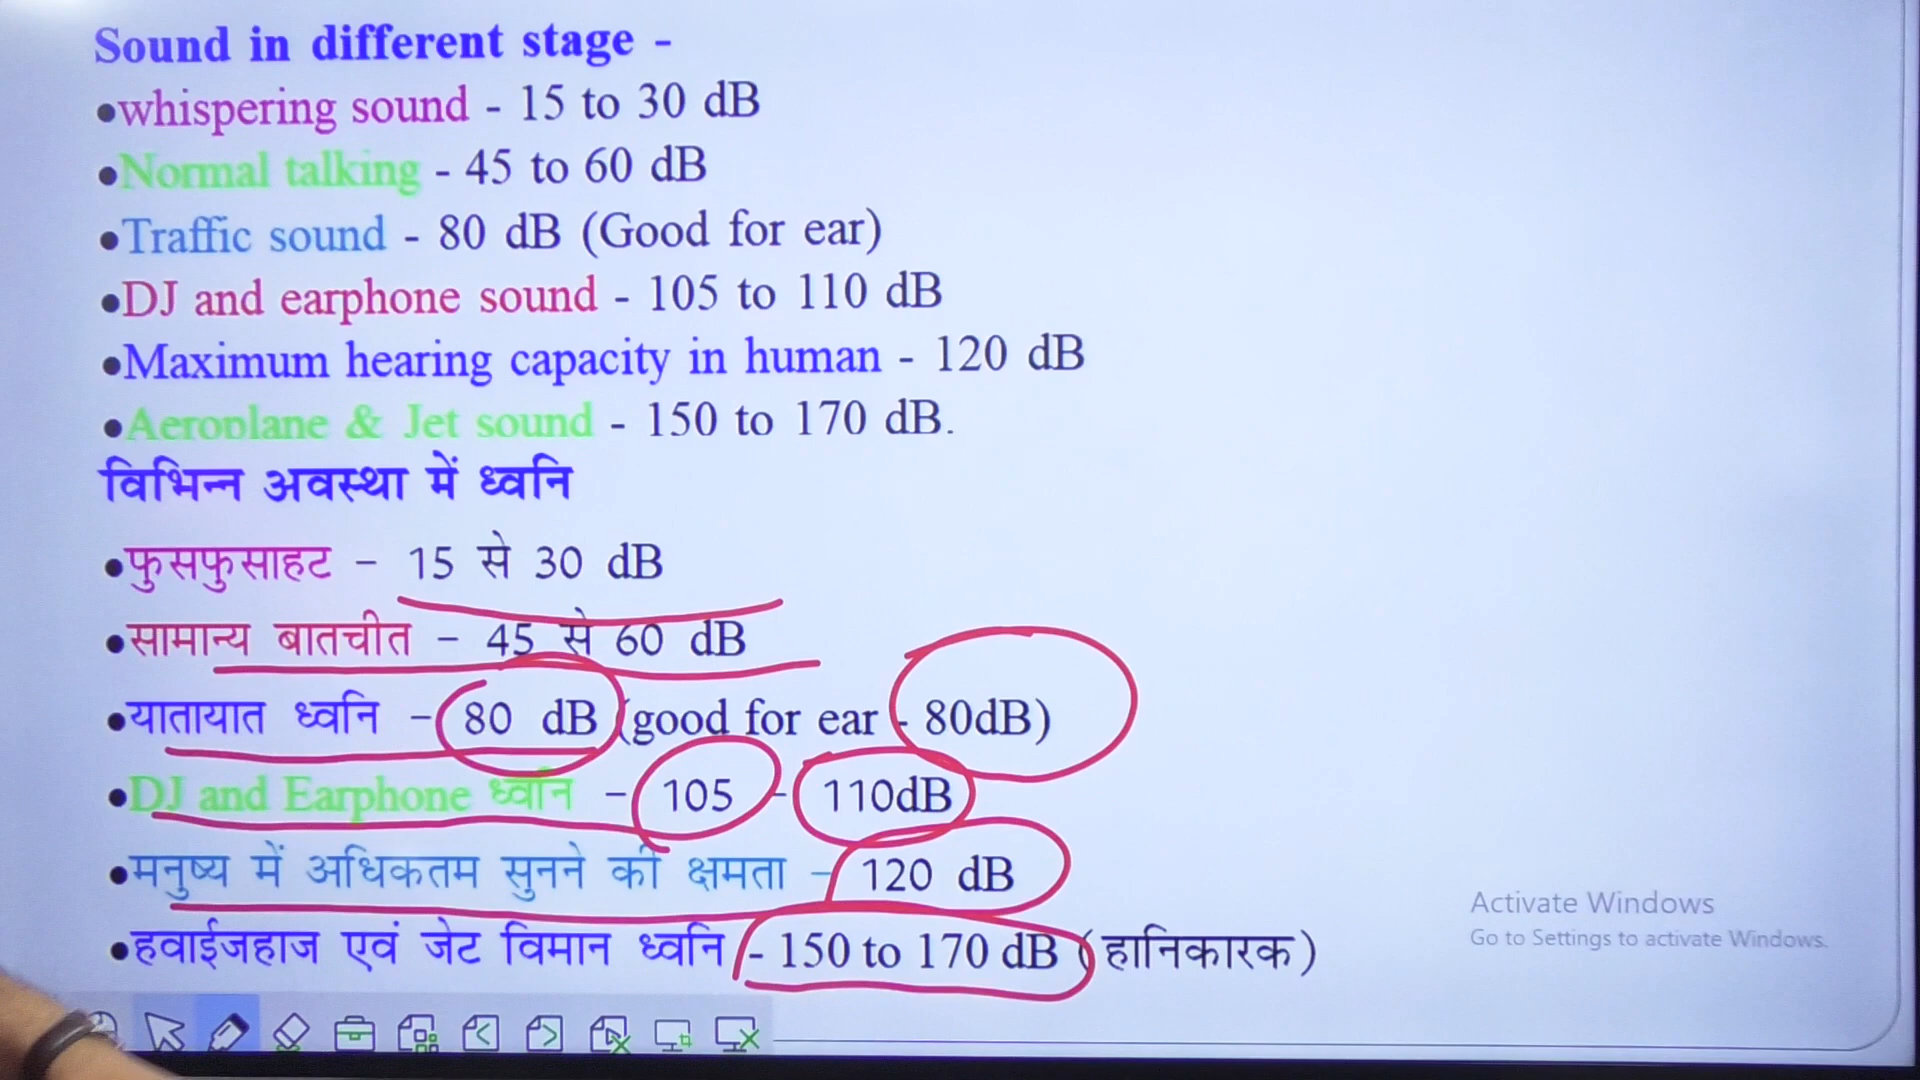 Sound in different stage -
•whispering sound - 15 to 30 dB
•Normal talking - 45 to 60 dB
•Traffic sound - 80 dB (Good for ear)
•DJ and earphone sound - 105 to 110 dB
•Maximum hearing capacity in human - 120 dB
•Aeroplane & Jet sound - 150 to 170 dB.
विभिन्न अवस्था में ध्वनि
•फुसफुसाहट – 15 से 30 dB
•सामान्य बातचीत – 45 से 60 dB
•यातायात ध्वनि – 80 dB (good for ear - 80dB)
•DJ and Earphone ध्वनि – 105 - 110dB
•मनुष्य में अधिकतम सुनने की क्षमता – 120 dB
•हवाईजहाज एवं जेट विमान ध्वनि - 150 to 170 dB (हानिकारक)
Activate Windows
Go to Settings to activate Windows.